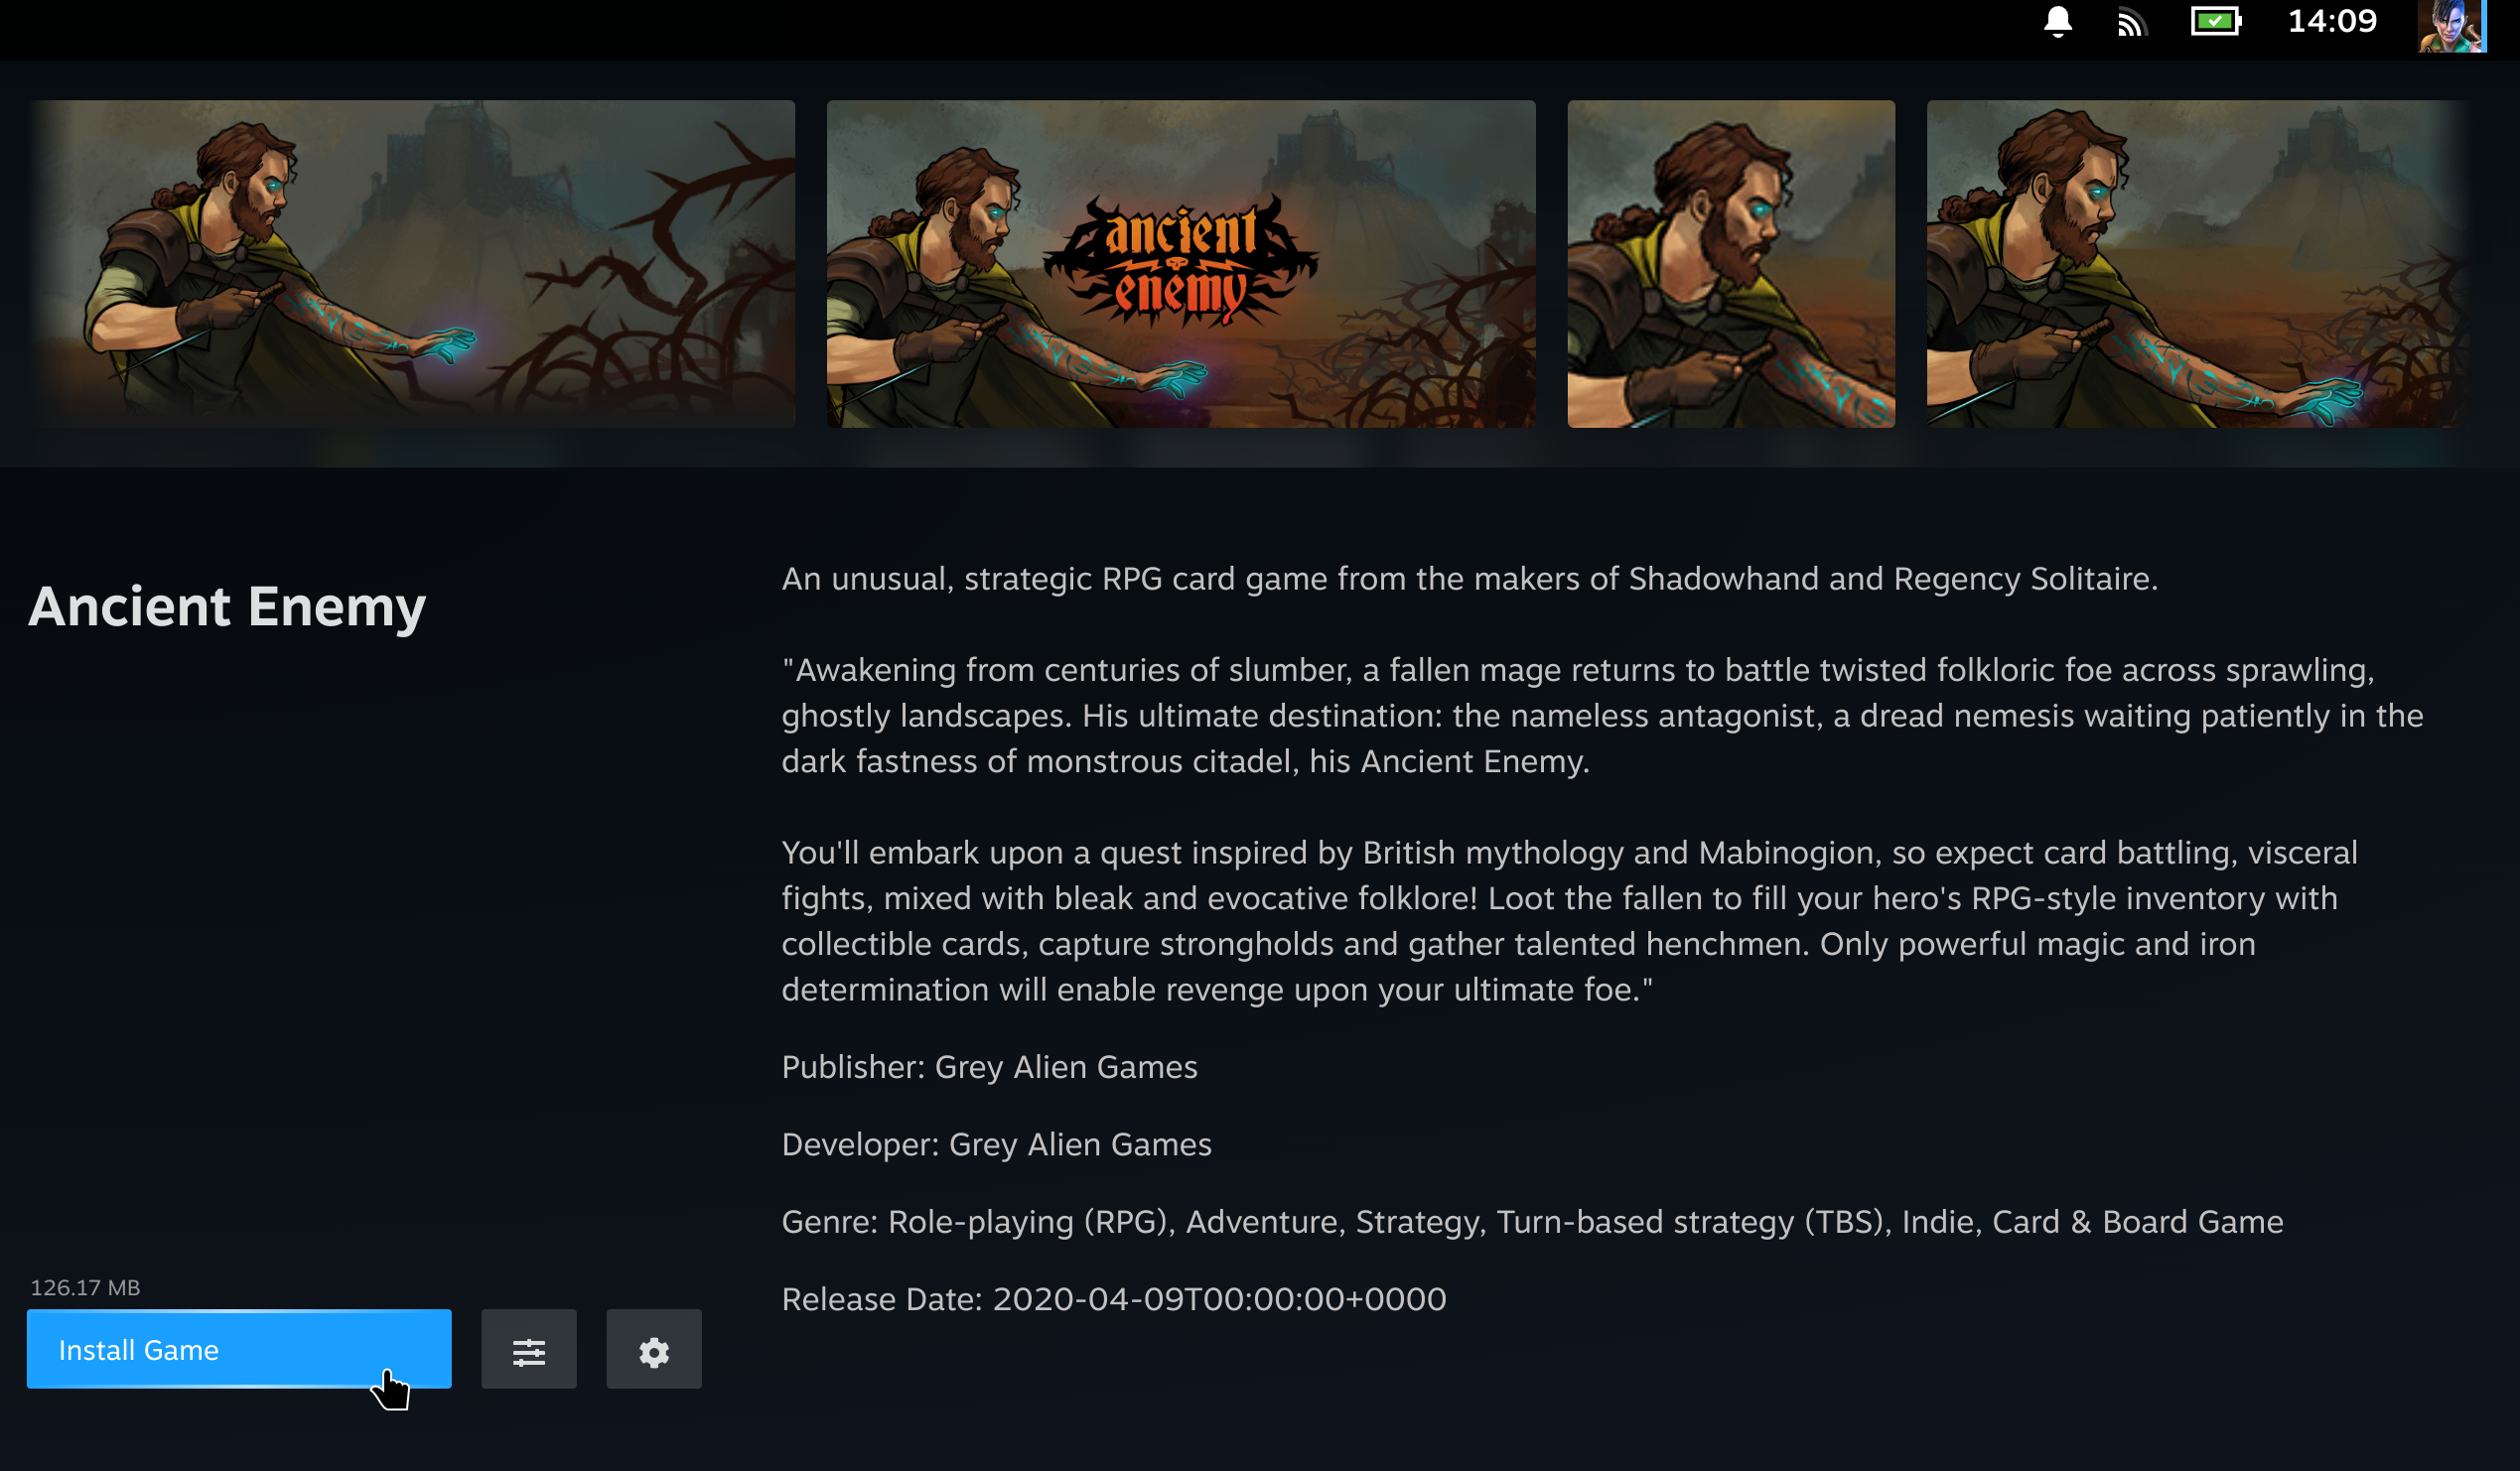 14:09
ancient
enemy
Ancient Enemy
An unusual, strategic RPG card game from the makers of Shadowhand and Regency Solitaire.
"Awakening from centuries of slumber, a fallen mage returns to battle twisted folkloric foe across sprawling,
ghostly landscapes. His ultimate destination: the nameless antagonist, a dread nemesis waiting patiently in the
dark fastness of monstrous citadel, his Ancient Enemy.
You'll embark upon a quest inspired by British mythology and Mabinogion, so expect card battling, visceral
fights, mixed with bleak and evocative folklore! Loot the fallen to fill your hero's RPG-style inventory with
collectible cards, capture strongholds and gather talented henchmen. Only powerful magic and iron
determination will enable revenge upon your ultimate foe."
Publisher: Grey Alien Games
Developer: Grey Alien Games
Genre: Role-playing (RPG), Adventure, Strategy, Turn-based strategy (TBS), Indie, Card & Board Game
Release Date: 2020-04-09T00:00:00+0000
126.17 MB
Install Game